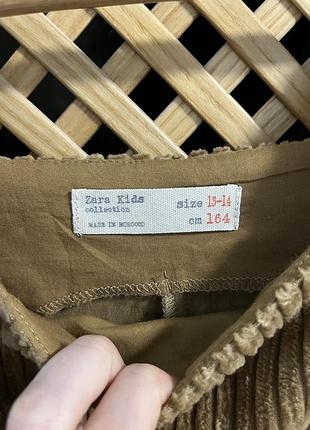 Zara Kids size 13-14
collection
MADE IN MOROCCO cm 164